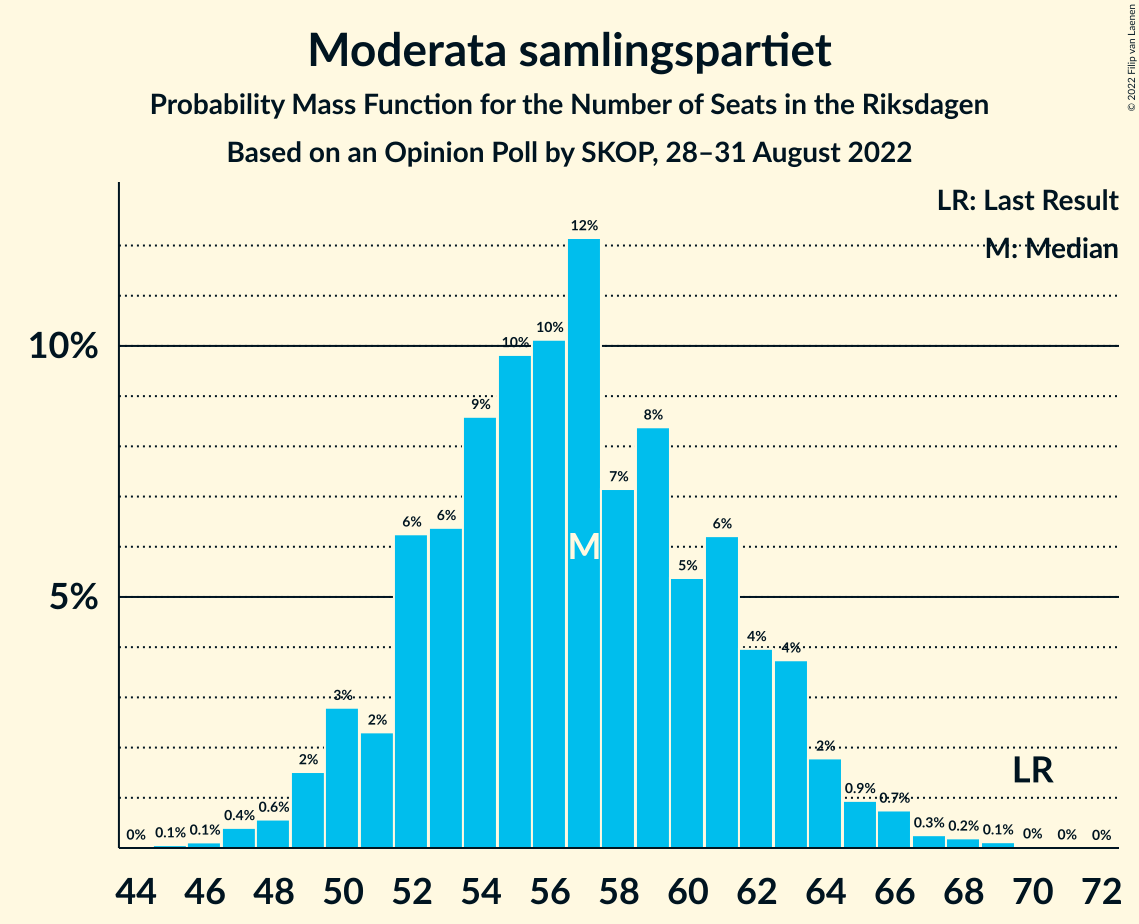 Moderata samlingspartiet
Probability Mass Function for the Number of Seats in the Riksdagen
Based on an Opinion Poll by SKOP, 28–31 August 2022
© 2022 Filip van Laenen
LR: Last Result
M: Median
10%
5%
0% 0.1% 0.1% 0.4% 0.6% 2% 3% 2% 6% 6% 9% 10% 10% 12% 7% 8% 5% 6% 4% 4% 2% 0.9% 0.7% 0.3% 0.2% 0.1% 0% 0% 0%
M
LR
44 46 48 50 52 54 56 58 60 62 64 66 68 70 72